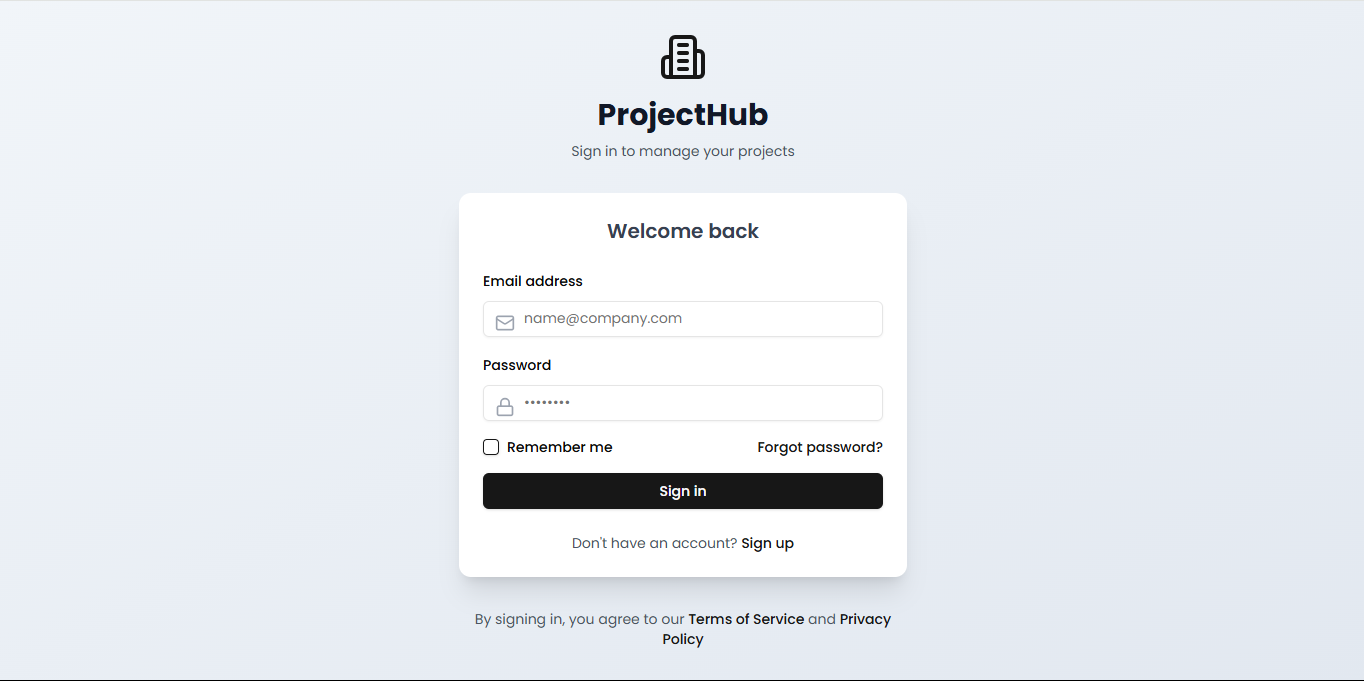 ProjectHub
Sign in to manage your projects
Welcome back
Email address
name@company.com
Password
••••••••
Remember me
Forgot password?
Sign in
Don't have an account? Sign up
By signing in, you agree to our Terms of Service and Privacy
Policy